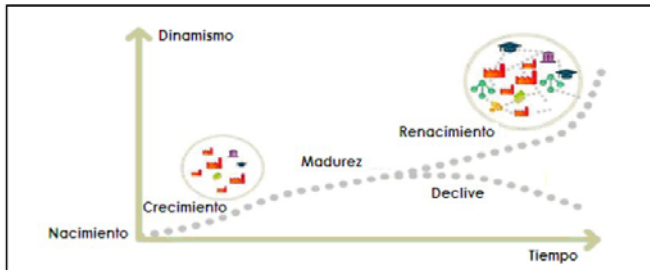 Dinamismo
Renacimiento
Madurez
Declive
Crecimiento
Nacimiento
Tiempo